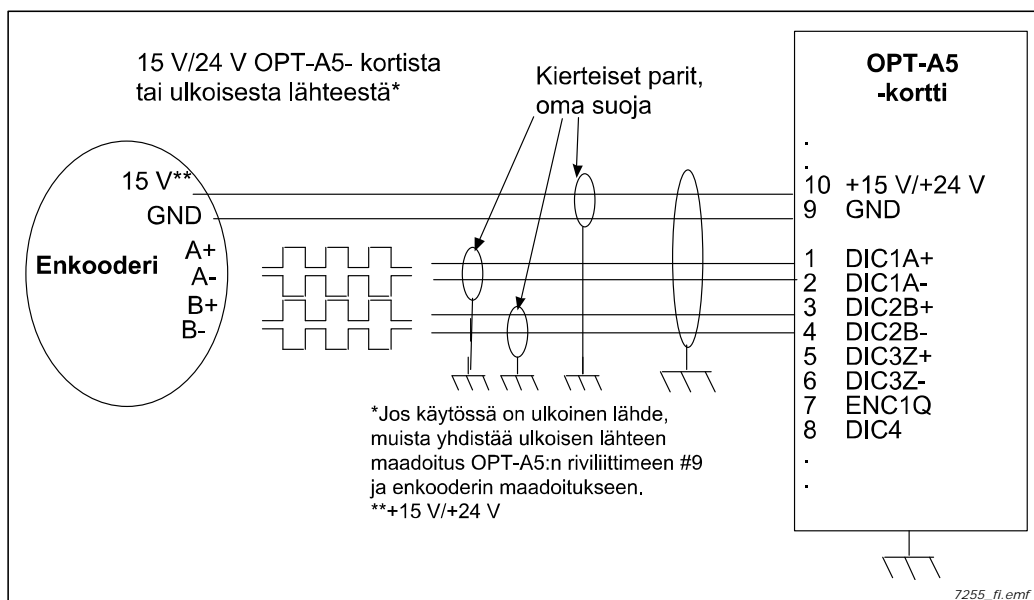 15 V/24 V OPT-A5- kortista
tai ulkoisesta lähteestä*
Kierteiset parit,
oma suoja
OPT-A5
-kortti
.
.
Enkooderi
15 V**
GND
A+
A-
B+
B-
10 +15 V/+24 V
9 GND
1 DIC1A+
2 DIC1A-
3 DIC2B+
4 DIC2B-
5 DIC3Z+
6 DIC3Z-
7 ENC1Q
8 DIC4
.
.
*Jos käytössä on ulkoinen lähde,
muista yhdistää ulkoisen lähteen
maadoitus OPT-A5:n riviliittimeen #9
ja enkooderin maadoitukseen.
**+15 V/+24 V
7255_fi.emf